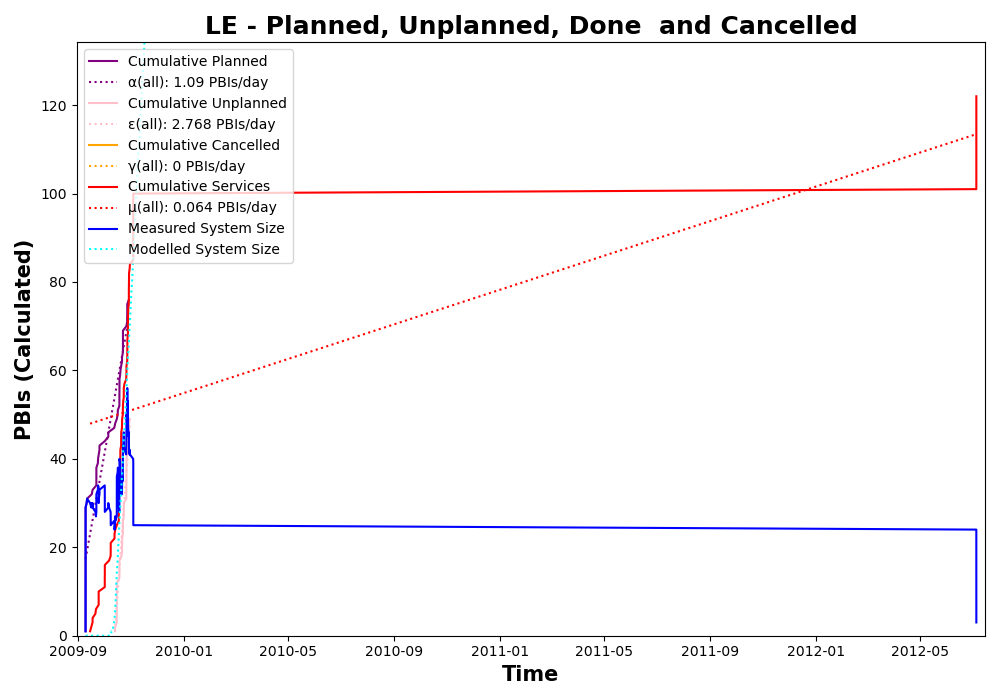 LE - Planned, Unplanned, Done  and Cancelled
PBIs (Calculated)
120
100
80
60
40
20
0
Cumulative Planned
α(all): 1.09 PBIs/day
Cumulative Unplanned
ε(all): 2.768 PBIs/day
Cumulative Cancelled
γ(all): 0 PBIs/day
Cumulative Services
μ(all): 0.064 PBIs/day
Measured System Size
Modelled System Size
2009-09 2010-01 2010-05 2010-09 2011-01 2011-05 2011-09 2012-01 2012-05
Time